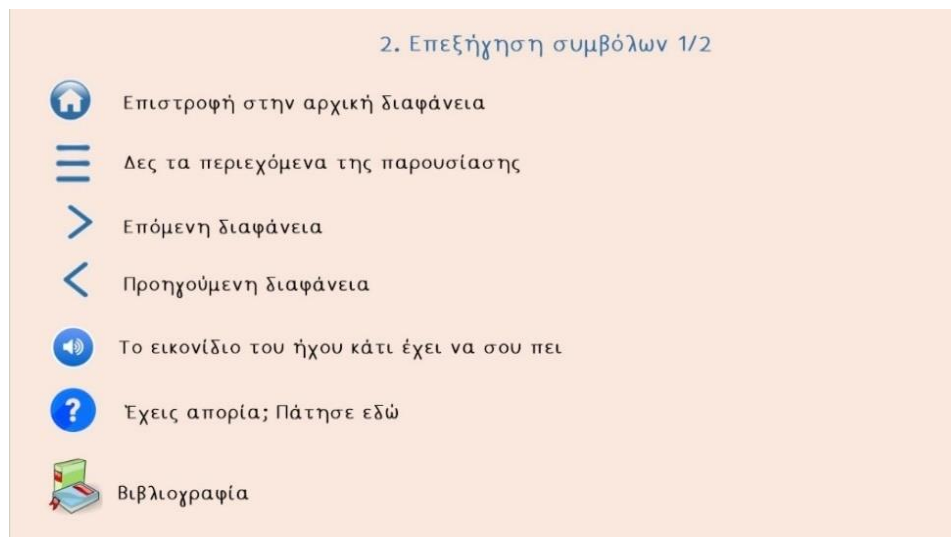 2. Επεξήγηση συμβόλων 1/2
Επιστροφή στην αρχική διαφάνεια
Δες τα περιεχόμενα της παρουσίασης
Επόμενη διαφάνεια
Προηγούμενη διαφάνεια
Το εικονίδιο του ήχου κάτι έχει να σου πει
Έχεις απορία; Πάτησε εδώ
Βιβλιογραφία